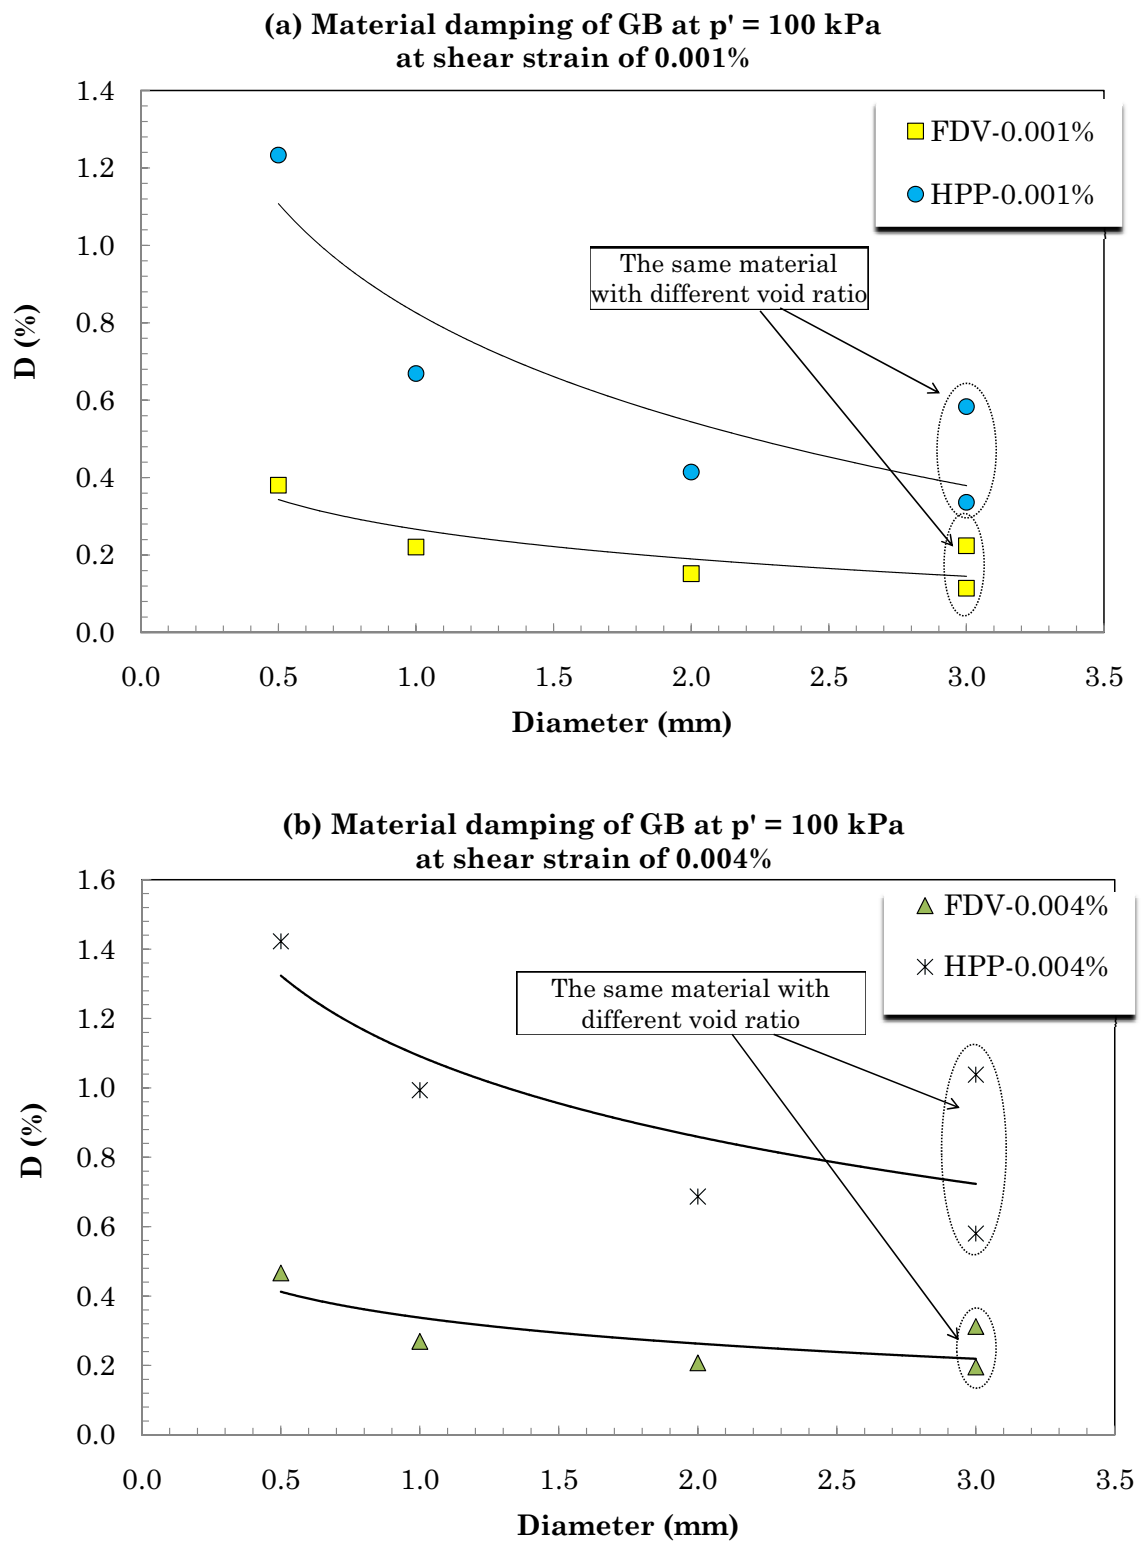 (a) Material damping of GB at p' = 100 kPa
at shear strain of 0.001%
1.4
1.2
1.0
0.8
0.6
0.4
0.2
0.0
D (%)
FDV-0.001%
HPP-0.001%
The same material
with different void ratio
0.0 0.5 1.0 1.5 2.0 2.5 3.0 3.5
Diameter (mm)
(b) Material damping of GB at p' = 100 kPa
at shear strain of 0.004%
1.6
1.4
1.2
1.0
0.8
0.6
0.4
0.2
0.0
D (%)
FDV-0.004%
HPP-0.004%
The same material with
different void ratio
0.0 0.5 1.0 1.5 2.0 2.5 3.0 3.5
Diameter (mm)